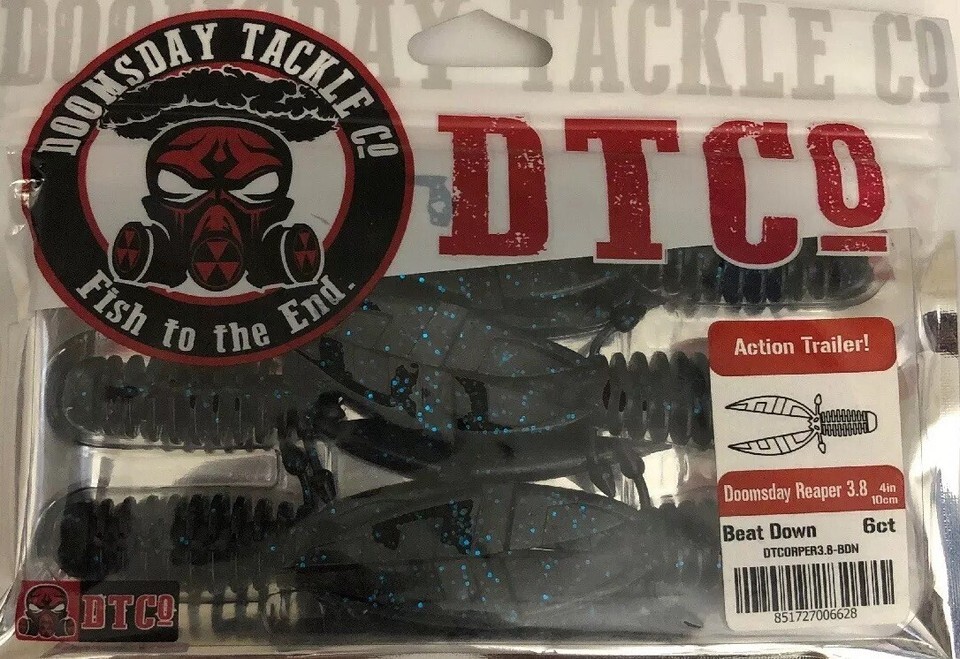 DOOMSDAY TACKLE Co
DOOMSDAY TACKLE Co
DTCo
Fish to the End.
Action Trailer!
Doomsday Reaper 3.8 4in
10cm
Beat Down 6ct
DTCORPER3.8-BDN
851727006628
DTCo